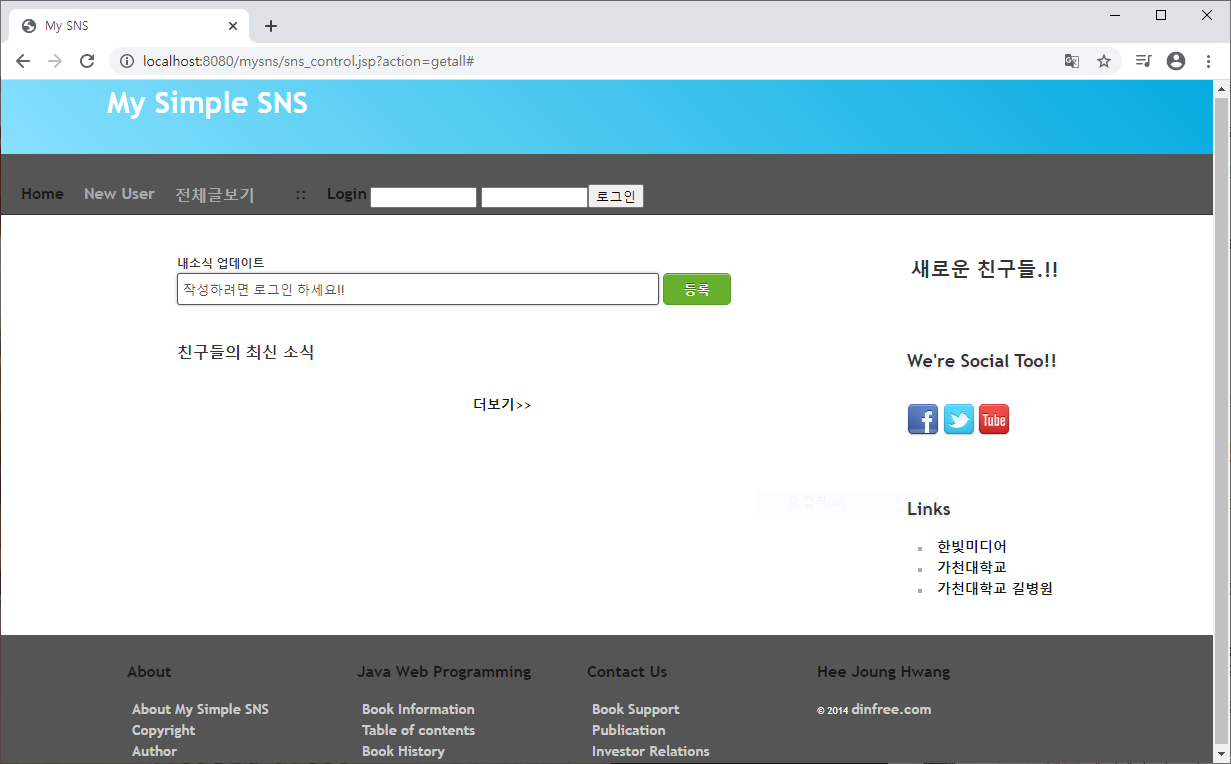 My SNS
localhost:8080/mysns/sns_control.jsp?action=getall#
My Simple SNS
Home New User 전체글보기 :: Login 로그인
내소식 업데이트
작성하려면 로그인 하세요!! 등록
친구들의 최신 소식
더보기>>
새로운 친구들.!!
We're Social Too!!
f Tube
Links
한빛미디어
가천대학교
가천대학교 길병원
About
About My Simple SNS
Copyright
Author
Java Web Programming
Book Information
Table of contents
Book History
Contact Us
Book Support
Publication
Investor Relations
Hee Joung Hwang
© 2014 dinfree.com